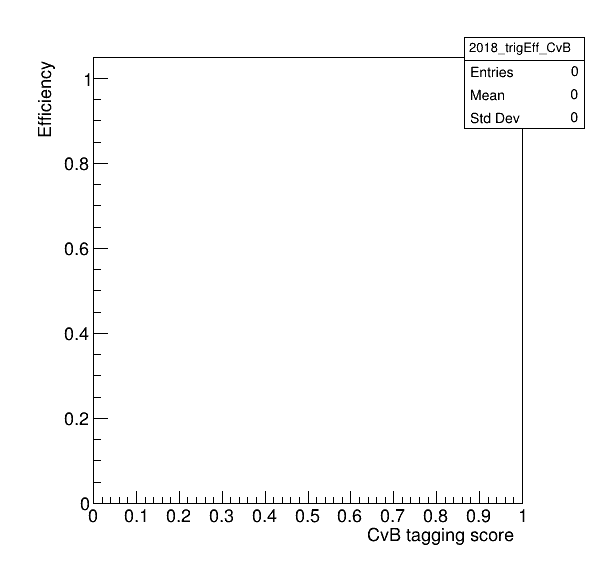 2018_trigEff_CvB
Entries 0
Mean 0
Std Dev 0
Efficiency
1
0.8
0.6
0.4
0.2
0
0 0.1 0.2 0.3 0.4 0.5 0.6 0.7 0.8 0.9 1
CvB tagging score